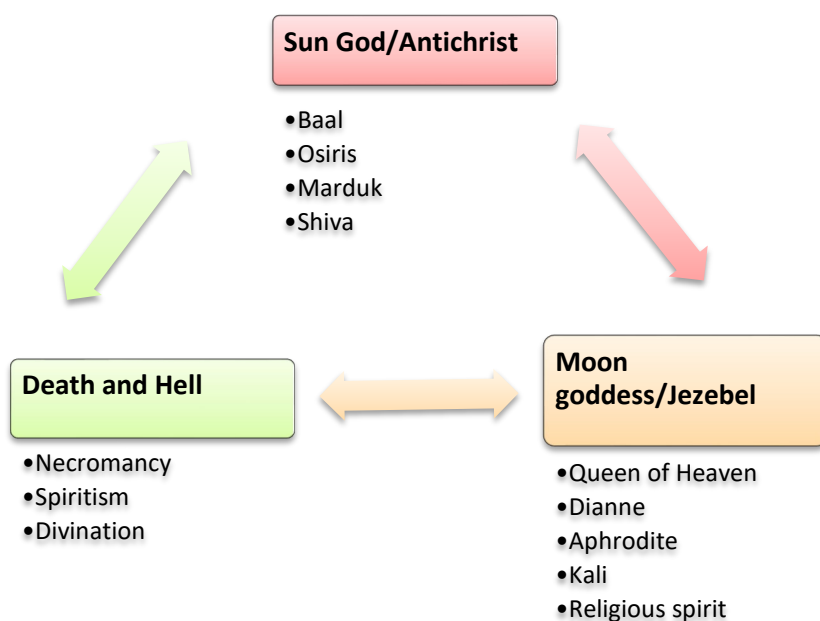 Sun God/Antichrist
•Baal
•Osiris
•Marduk
•Shiva
Death and Hell
•Necromancy
•Spiritism
•Divination
Moon
goddess/Jezebel
•Queen of Heaven
•Dianne
•Aphrodite
•Kali
•Religious spirit